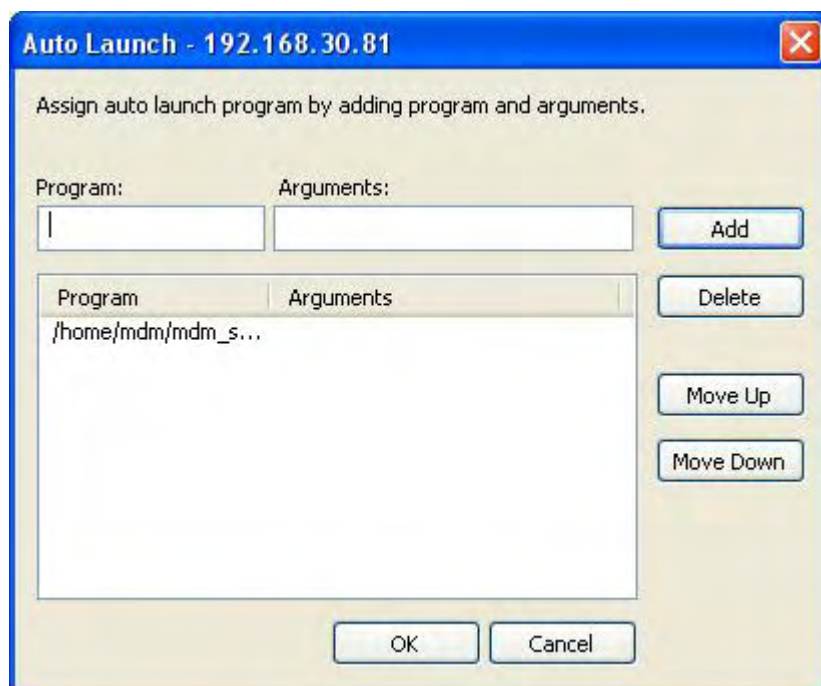 Auto Launch - 192.168.30.81
Assign auto launch program by adding program and arguments.
Program: Arguments:
Add
Program Arguments Delete
/home/mdm/mdm_s...
Move Up
Move Down
OK Cancel